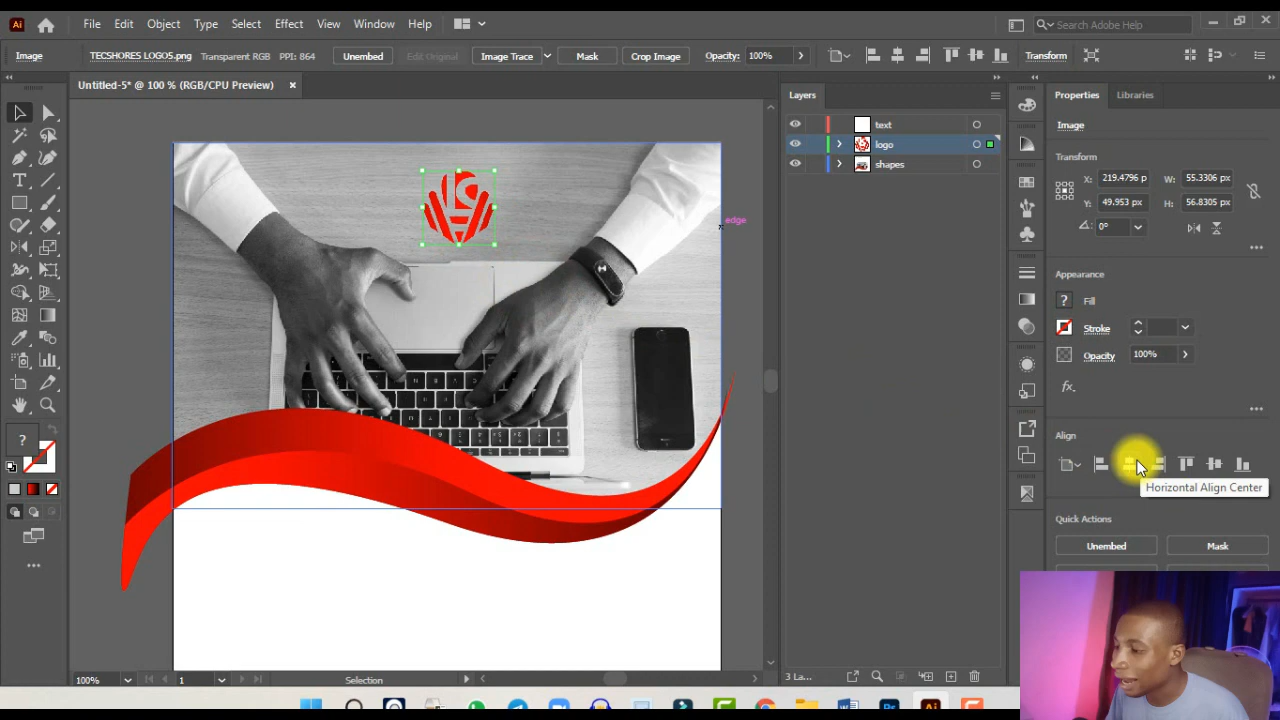 Ai File Edit Object Type Select Effect View Window Help Search Adobe Help
Image TECSHORES LOGO5.png Transparent RGB PPI: 864 Unembed Edit Original Image Trace Mask Crop Image Opacity: 100% Transform
Untitled-5* @ 100 % (RGB/CPU Preview) ×
Layers
text
logo
shapes
Properties Libraries
Image
Transform
X: 219.4796 p W: 55.3306 px
Y: 49.953 px H: 56.8305 px
0°
Appearance
? Fill
Stroke
Opacity 100%
fx.
Align
Horizontal Align Center
Quick Actions
Unembed Mask
edge
?
100% 1 Selection
3 La...
Ps Ai